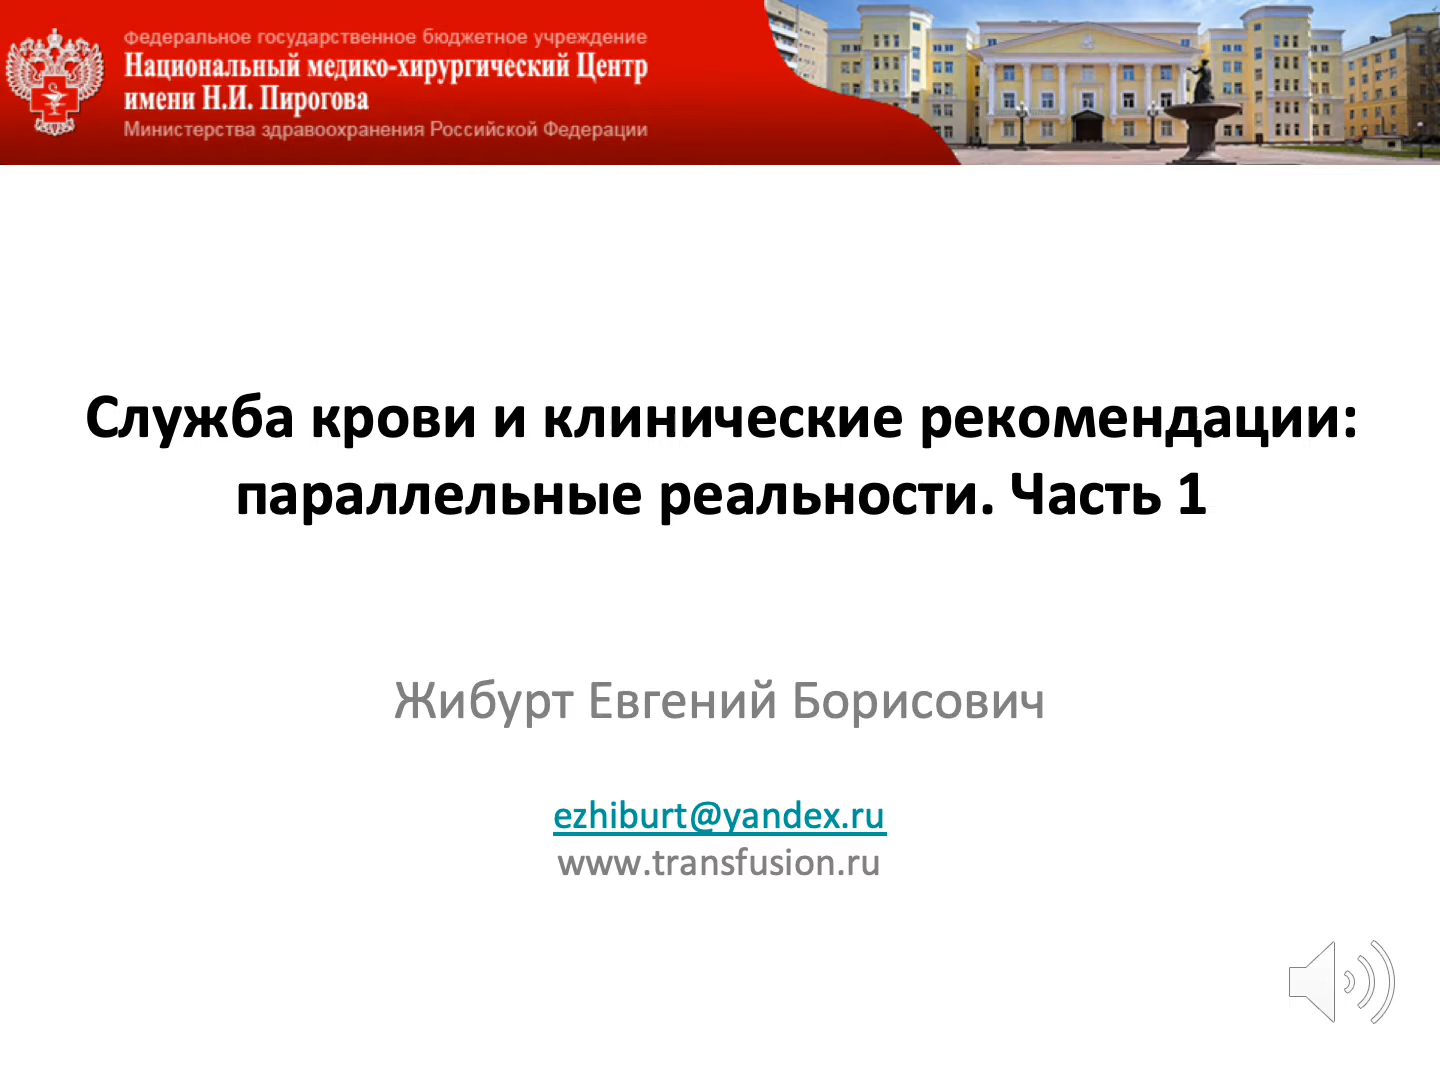 Федеральное государственное бюджетное учреждение
Национальный медико-хирургический Центр
имени Н.И. Пирогова
Министерства здравоохранения Российской Федерации
Служба крови и клинические рекомендации:
параллельные реальности. Часть 1
Жибурт Евгений Борисович
ezhiburt@yandex.ru
www.transfusion.ru